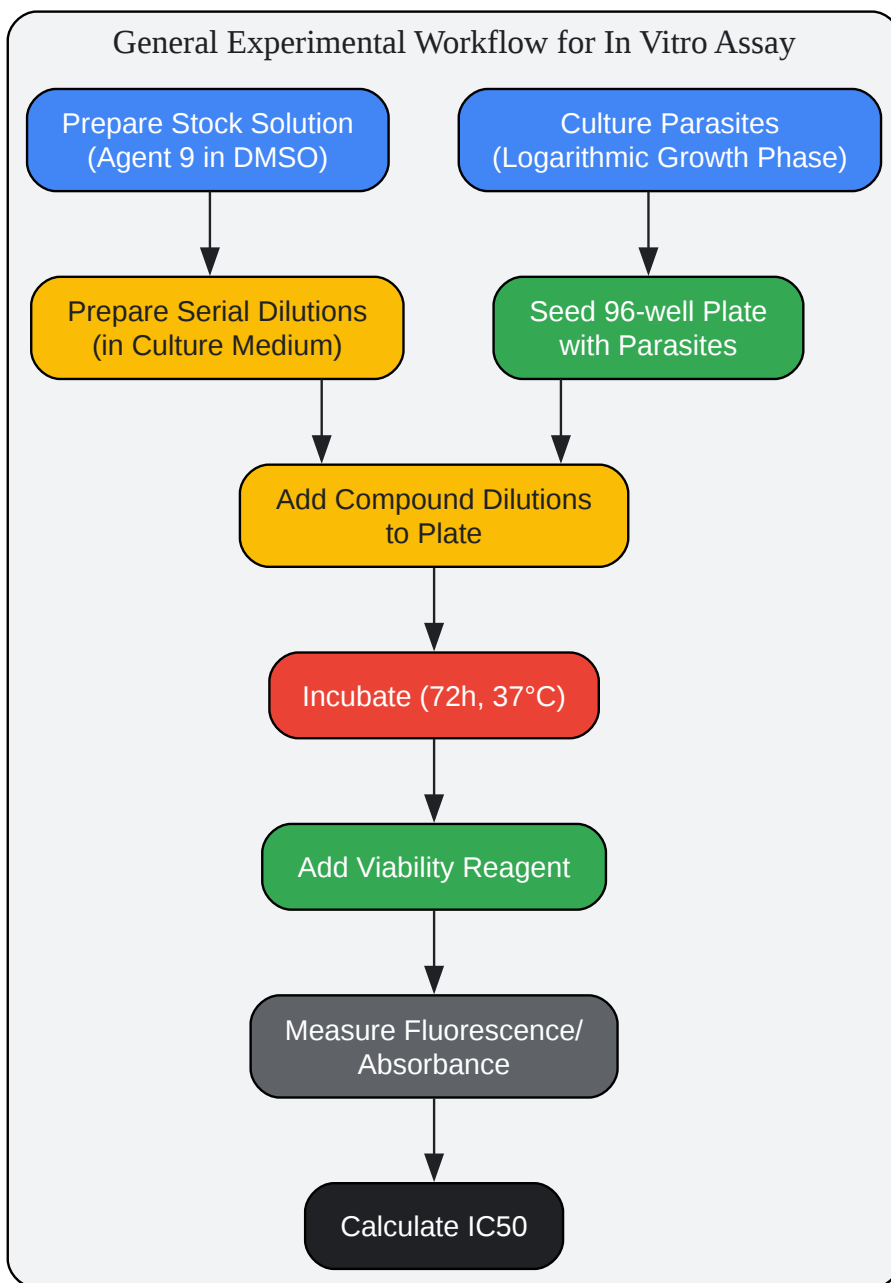 General Experimental Workflow for In Vitro Assay
Prepare Stock Solution
(Agent 9 in DMSO)
Culture Parasites
(Logarithmic Growth Phase)
Prepare Serial Dilutions
(in Culture Medium)
Seed 96-well Plate
with Parasites
Add Compound Dilutions
to Plate
Incubate (72h, 37°C)
Add Viability Reagent
Measure Fluorescence/
Absorbance
Calculate IC50